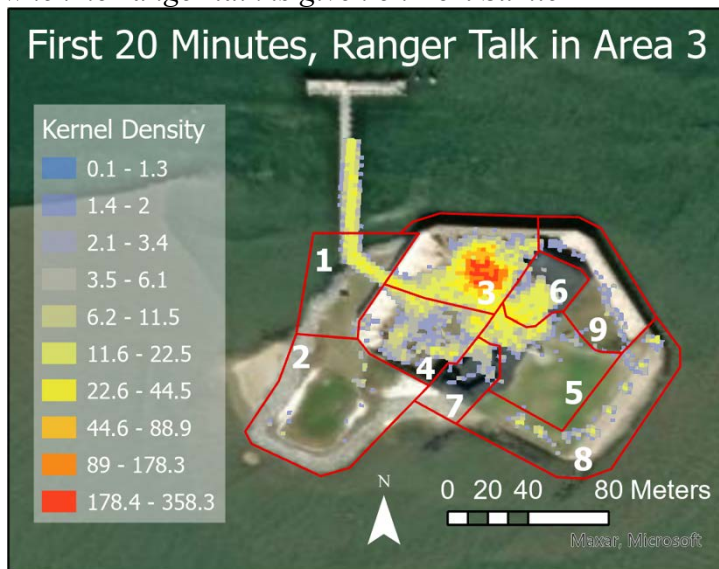 First 20 Minutes, Ranger Talk in Area 3
Kernel Density
0.1 - 1.3
1.4 - 2
2.1 - 3.4
3.5 - 6.1
6.2 - 11.5
11.6 - 22.5
22.6 - 44.5
44.6 - 88.9
89 - 178.3
178.4 - 358.3
1
2
3
4
5
6
7
8
9
N
0 20 40 80 Meters
Maxar, Microsoft